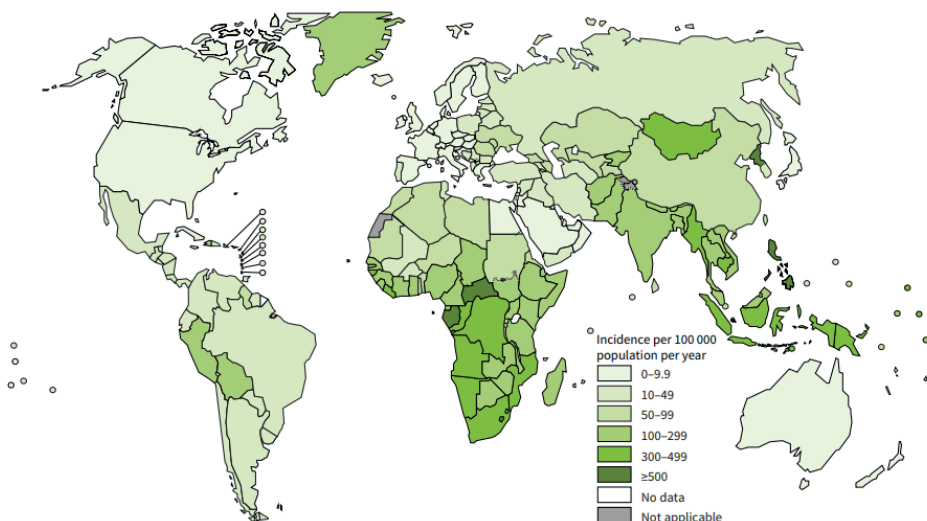 Incidence per 100 000
population per year
0–9.9
10–49
50–99
100–299
300–499
≥500
No data
Not applicable